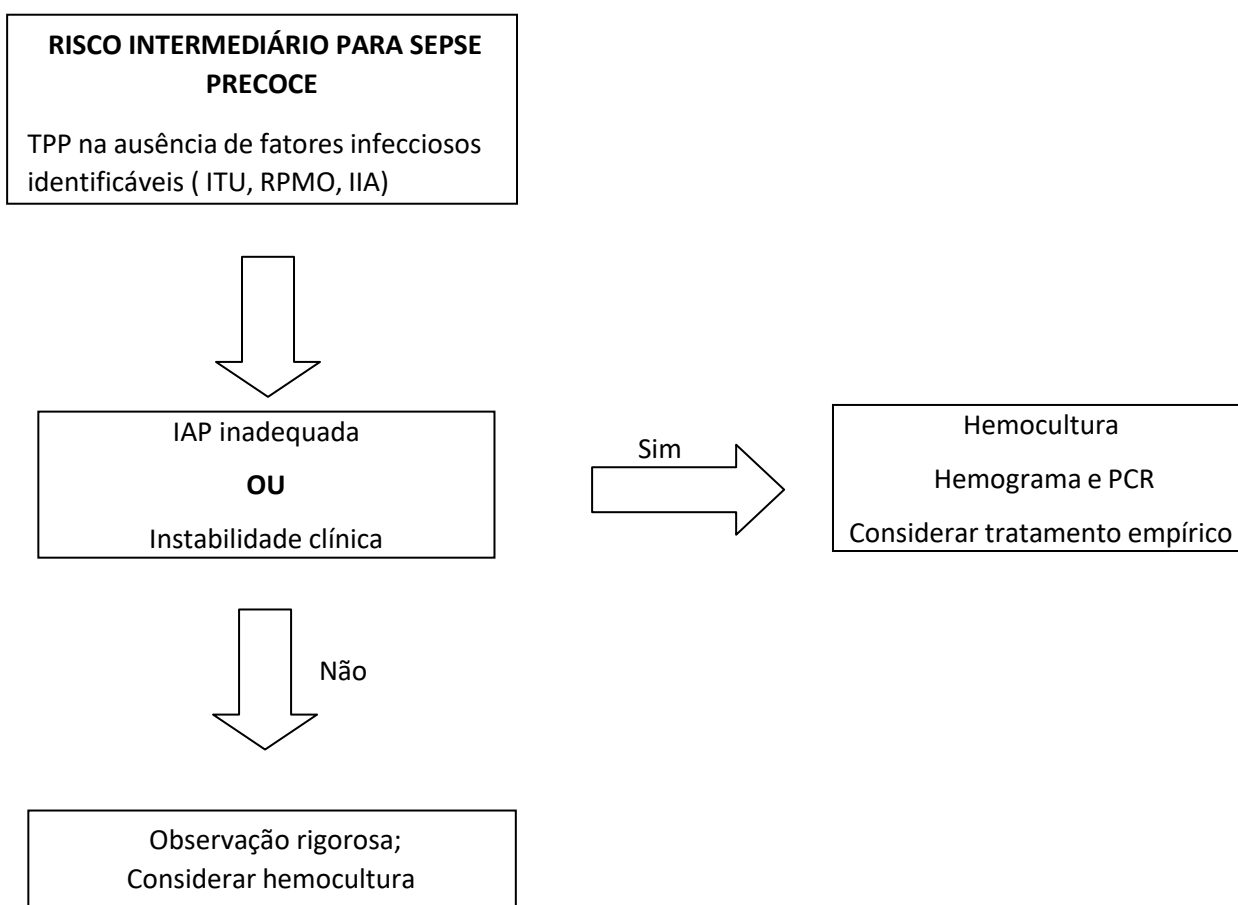 RISCO INTERMEDIÁRIO PARA SEPSE
PRECOCE
TPP na ausência de fatores infecciosos
identificáveis ( ITU, RPMO, IIA)
IAP inadequada
OU
Instabilidade clínica
Sim
Hemocultura
Hemograma e PCR
Considerar tratamento empírico
Não
Observação rigorosa;
Considerar hemocultura